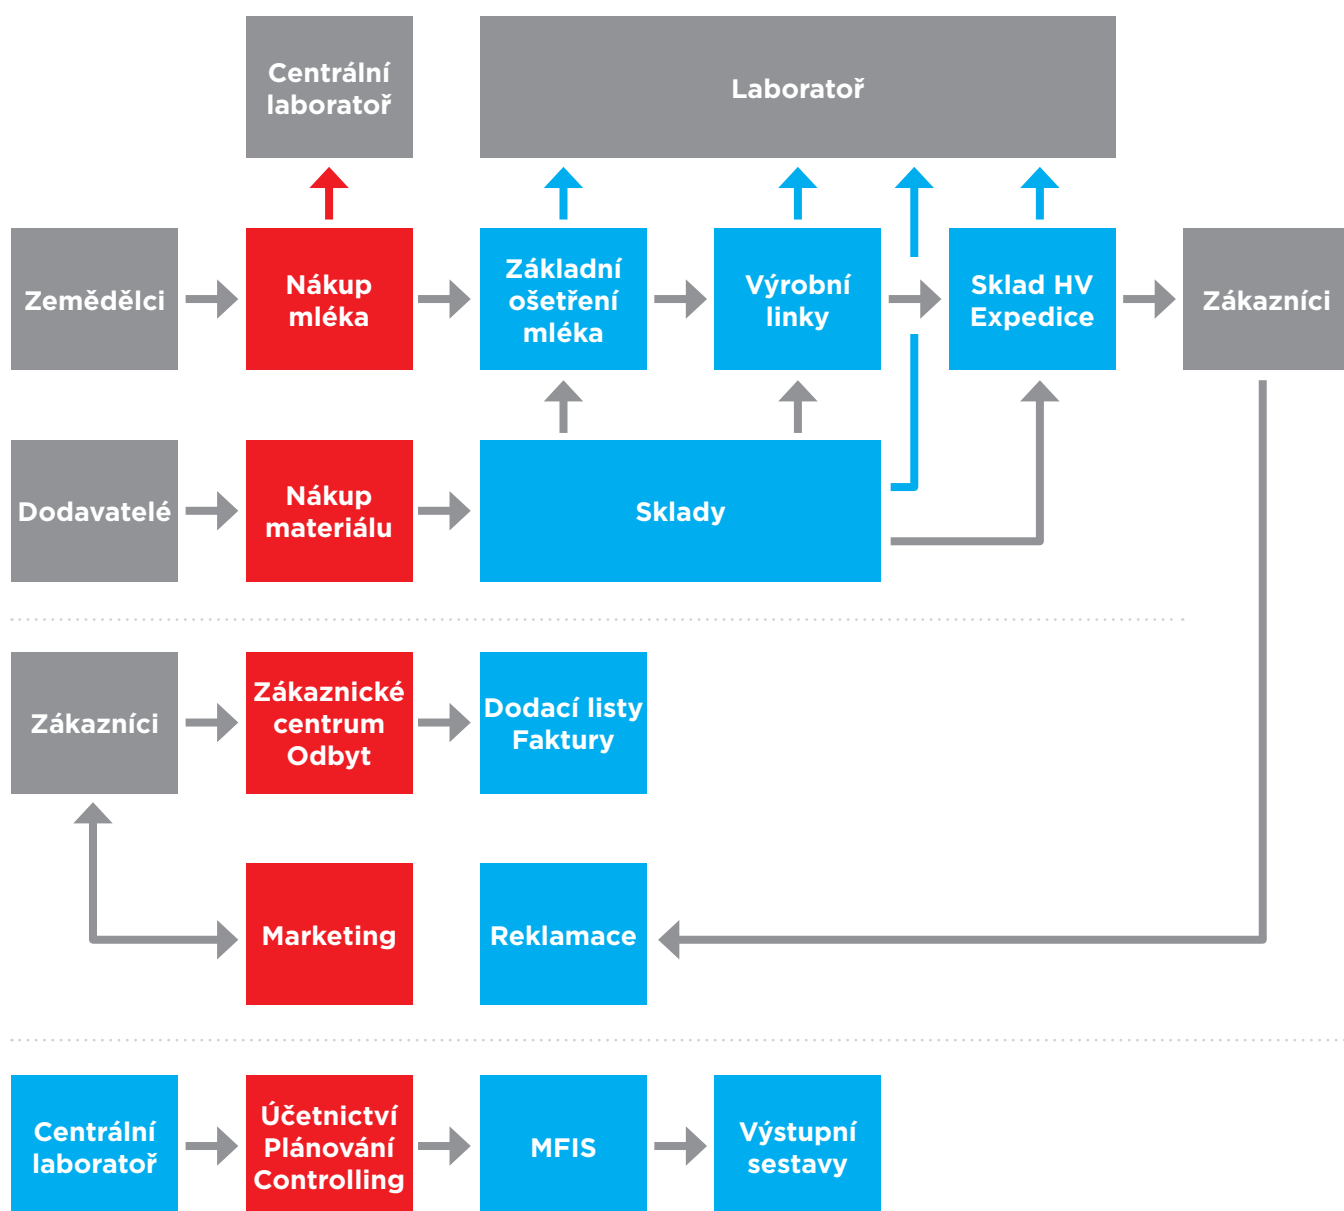 Centrální
laboratoř
Laboratoř
Zemědělci
Nákup
mléka
Základní
ošetření
mléka
Výrobní
linky
Sklad HV
Expedice
Zákazníci
Dodavatelé
Nákup
materiálu
Sklady
Zákazníci
Zákaznické
centrum
Odbyt
Dodací listy
Faktury
Marketing
Reklamace
Centrální
laboratoř
Účetnictví
Plánování
Controlling
MFIS
Výstupní
sestavy